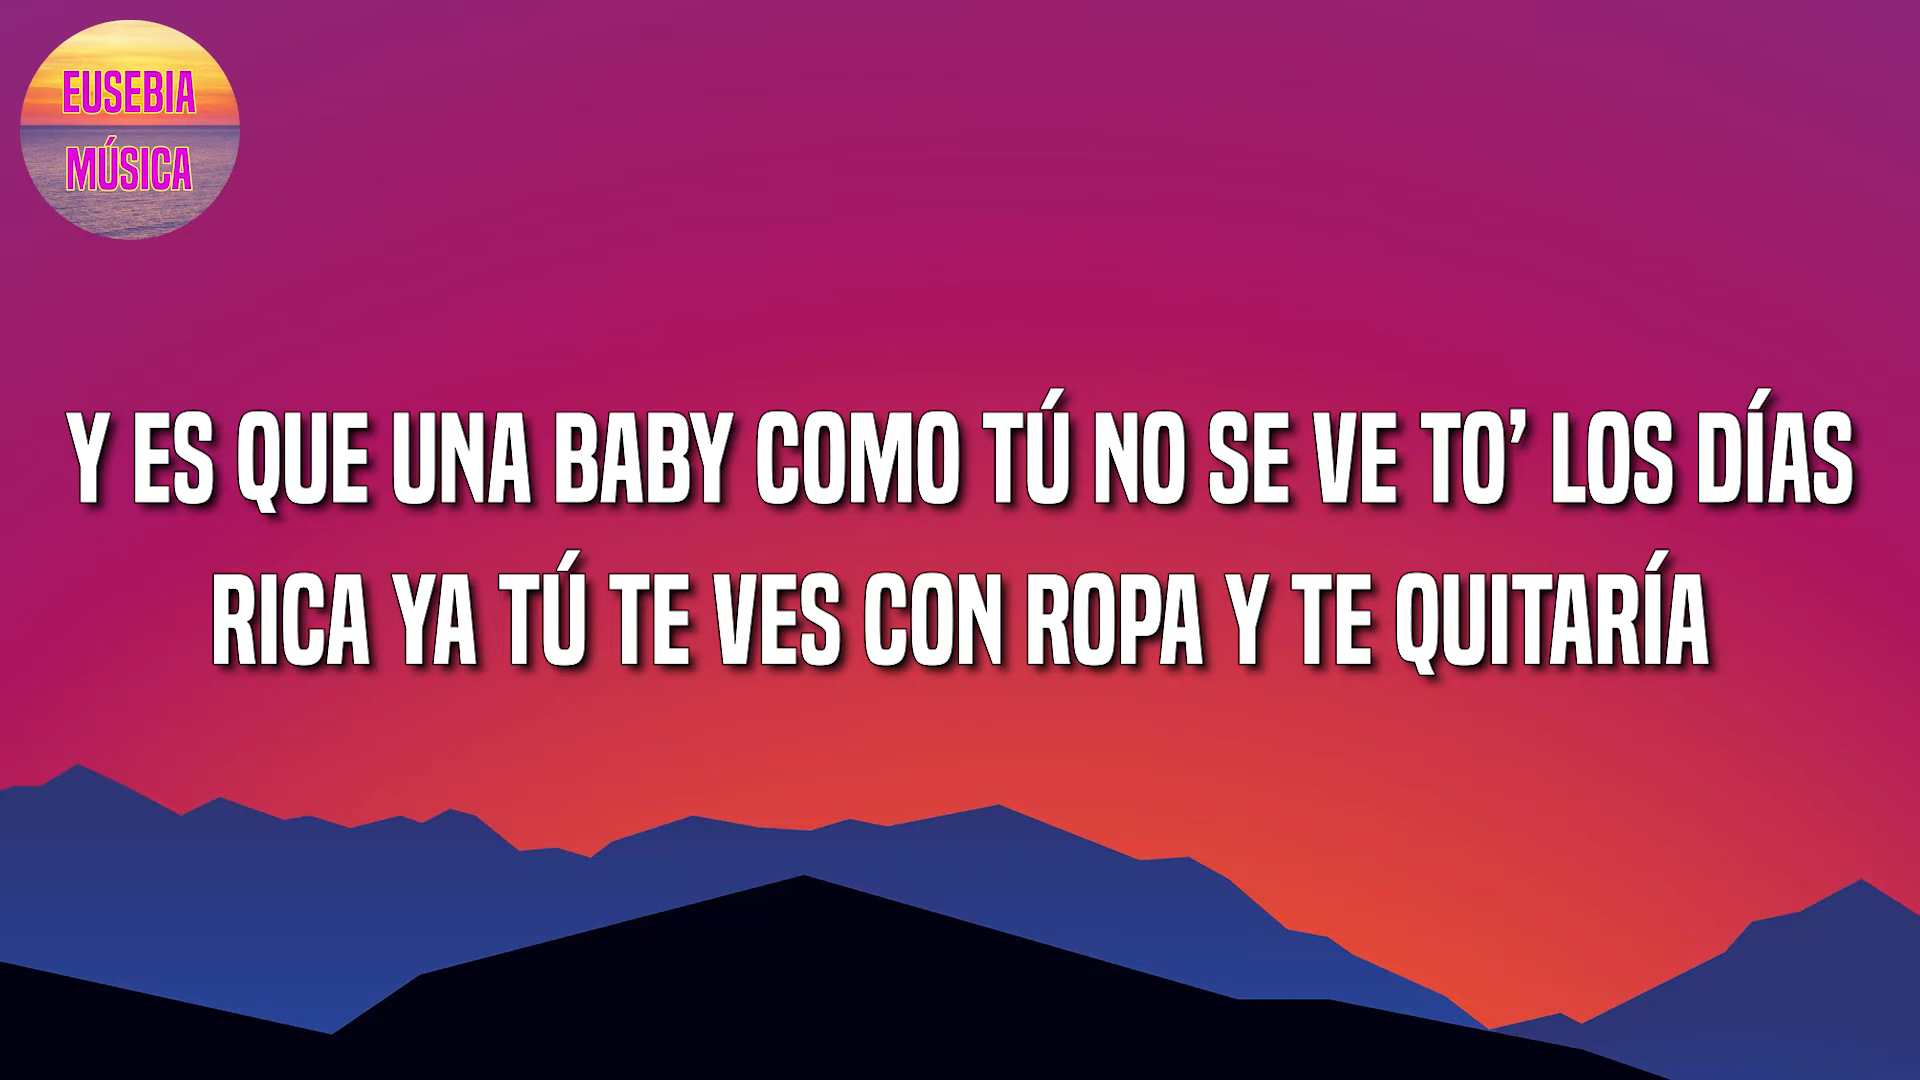 EUSEBIA
MÚSICA
Y ES QUE UNA BABY COMO TÚ NO SE VE TO’ LOS DÍAS
RICA YA TÚ TE VES CON ROPA Y TE QUITARÍA